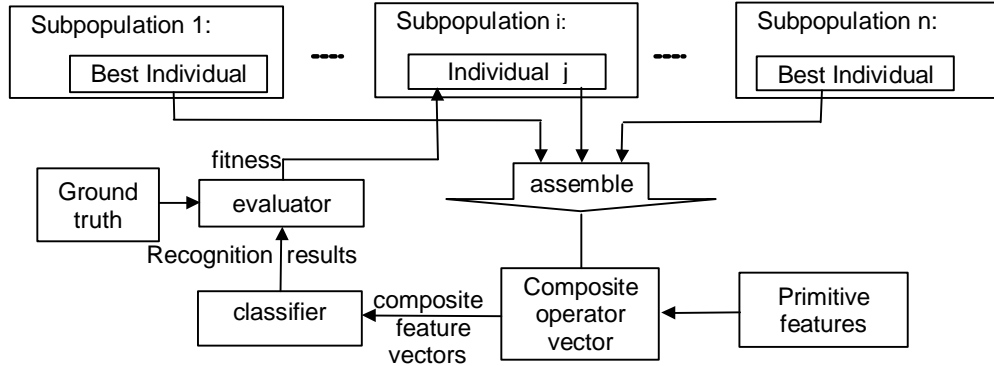 Subpopulation 1:
Best Individual
Subpopulation i:
Individual j
Subpopulation n:
Best Individual
fitness
assemble
Ground
truth
evaluator
Recognition results
classifier
composite
feature
vectors
Composite
operator
vector
Primitive
features